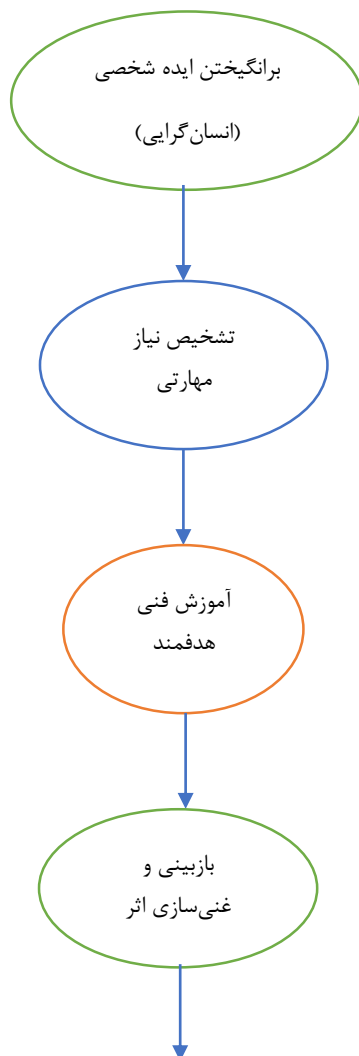 برانگیختن ایده شخصی
(انسان‌گرایی)
تشخیص نیاز
مهارتی
آموزش فنی
هدفمند
بازبینی و
غنی‌سازی اثر